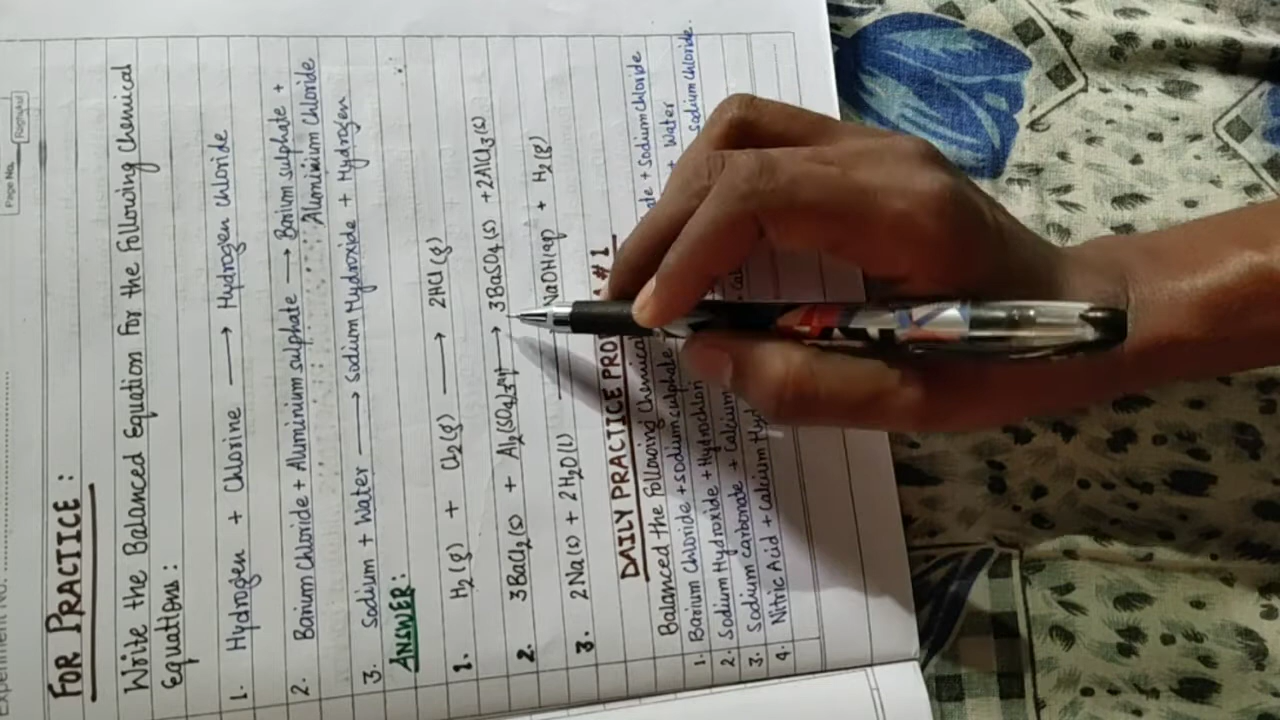 Page No.
Experiment No.
FOR PRACTICE :
Write the Balanced Equation For the Following Chemical
Equations :
1. Hydrogen + Chlorine ⟶ Hydrogen Chloride
2. Barium Chloride + Aluminium sulphate ⟶ Barium sulphate +
Aluminium Chloride
3. Sodium + Water ⟶ Sodium Hydroxide + Hydrogen
ANSWER :
1. H₂(g) + Cl₂(g) ⟶ 2HCl(g)
2. 3BaCl₂(s) + Al₂(SO₄)₃ ⟶ 3BaSO₄(s) + 2AlCl₃(s)
3. 2Na(s) + 2H₂O(l) NaOH(aq + H₂(g)
DAILY PRACTICE # 1
Balanced the Following Chemical
1. Barium Chloride + sodium sulphate + Sodium chloride
2. Sodium Hydroxide + + Water
3. Sodium carbonate + Calcium sodium chloride.
4. Nitric Acid + Calcium